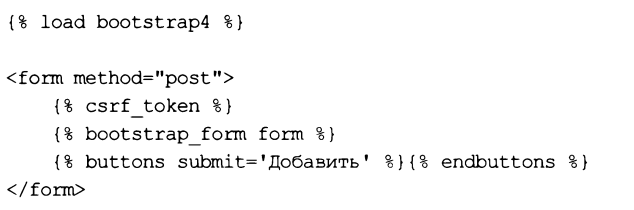 {% load bootstrap4 %}

<form method="post">
    {% csrf_token %}
    {% bootstrap_form form %}
    {% buttons submit='Добавить' %}{% endbuttons %}
</form>